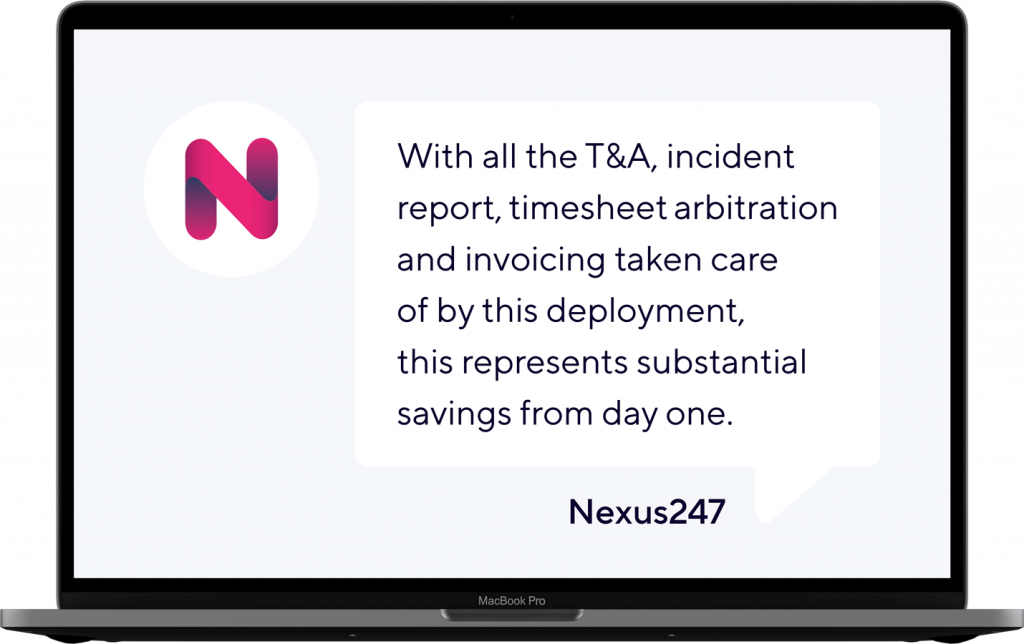 With all the T&A, incident
report, timesheet arbitration
and invoicing taken care
of by this deployment,
this represents substantial
savings from day one.
Nexus247
MacBook Pro